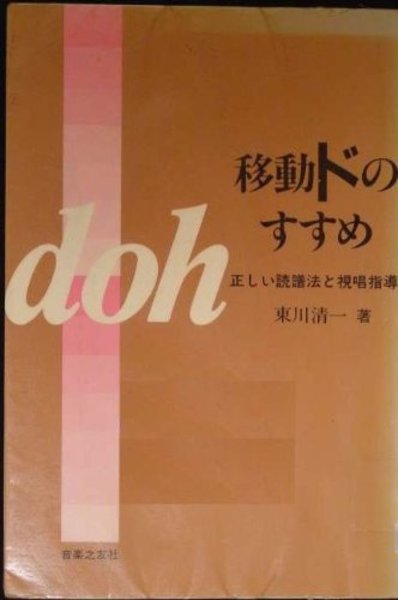 移動ドの
すすめ
doh
正しい読譜法と視唱指導
東川清一 著
音楽之友社